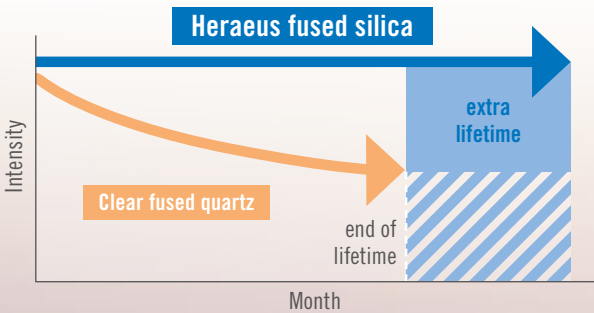 Heraeus fused silica
extra
lifetime
Intensity
Clear fused quartz
end of
lifetime
Month